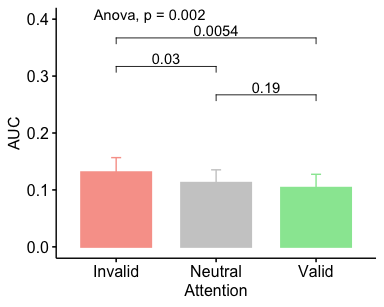 Anova, p = 0.002
0.4
0.0054
0.3
0.03
0.19
0.2
AUC
0.1
0.0
Invalid Neutral Valid
Attention